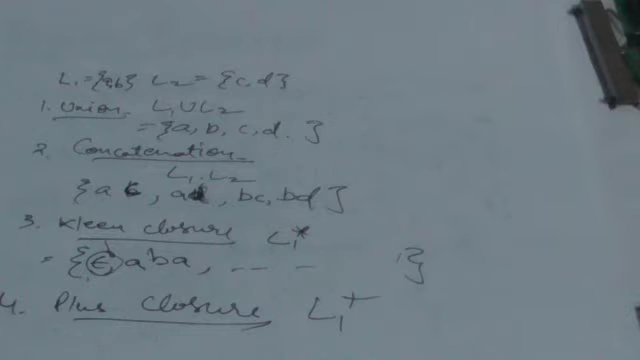 L₁={a,b} L₂={c,d}
1. Union L₁UL₂
={a,b,c,d.}
2. Concatenation
L₁.L₂
{ac, ad, bc, bd}
3. Kleen closure L₁*
={ϵ, aba, -- - }
4. Plus closure L₁⁺